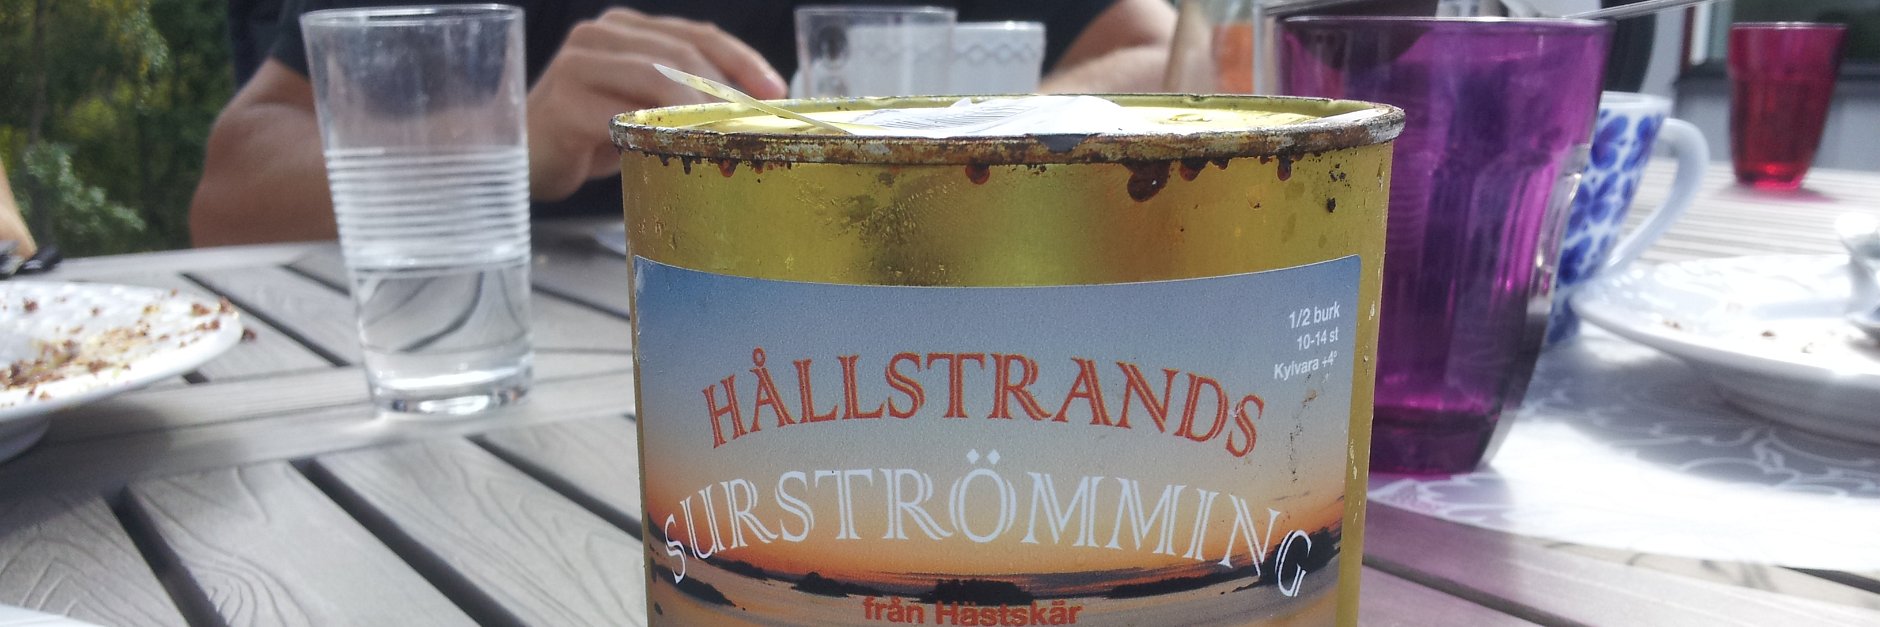 1/2 burk
10-14 st
Kylvara +4°
HÅLLSTRANDS
SURSTRÖMMING
från Hästskär